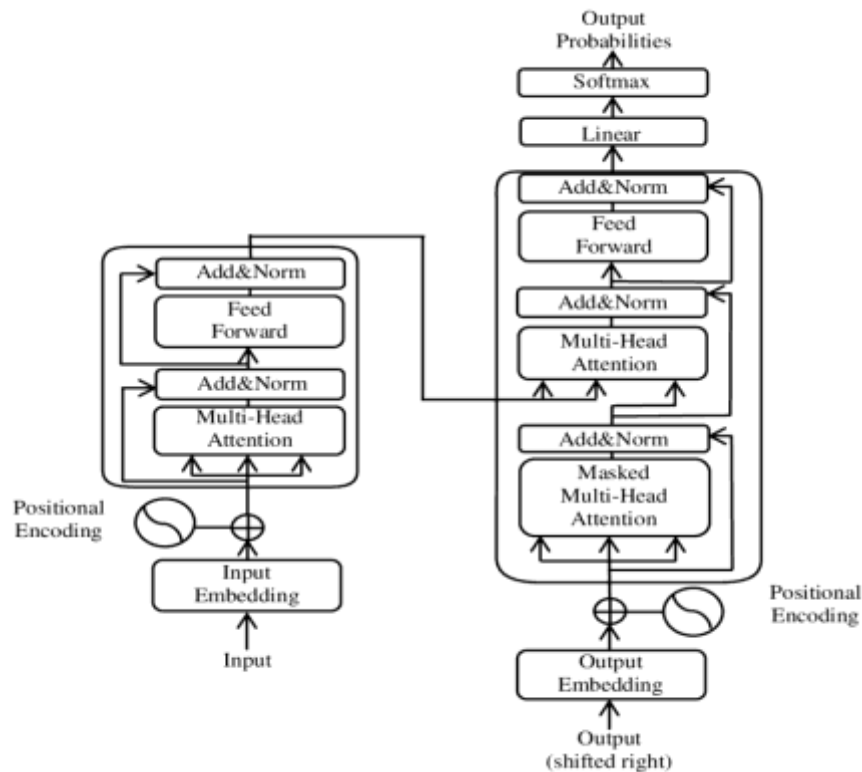 Output
Probabilities
Softmax
Linear
Add&Norm
Feed
Forward
Add&Norm
Multi-Head
Attention
Add&Norm
Masked
Multi-Head
Attention
Positional
Encoding
Output
Embedding
Output
(shifted right)
Add&Norm
Feed
Forward
Add&Norm
Multi-Head
Attention
Positional
Encoding
Input
Embedding
Input